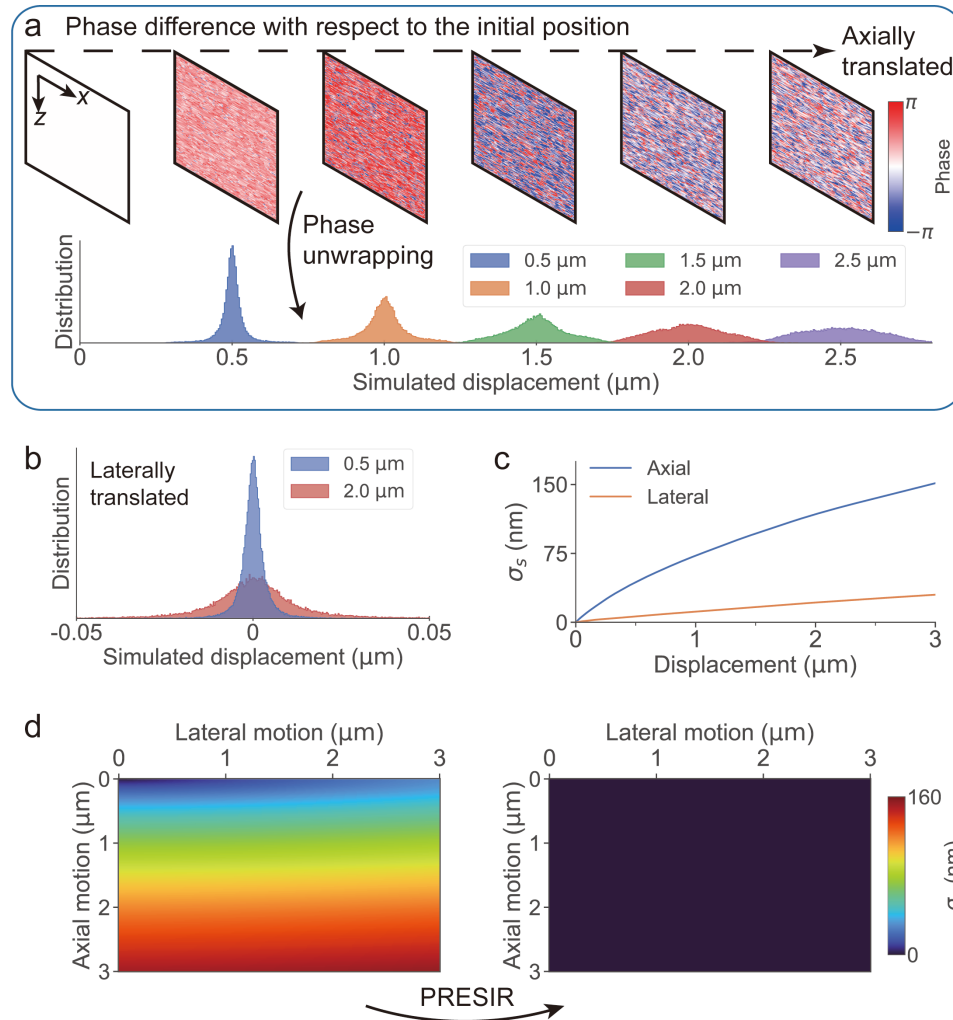 a Phase difference with respect to the initial position
Axially
translated
x
z
π
Phase
−π
Phase
unwrapping
Distribution
0.5 μm 1.5 μm 2.5 μm
1.0 μm 2.0 μm
0 0.5 1.0 1.5 2.0 2.5
Simulated displacement (μm)
b
Laterally
translated
0.5 μm
2.0 μm
Distribution
-0.05 0 0.05
Simulated displacement (μm)
c
Axial
Lateral
150
75
0
σs (nm)
0 1 2 3
Displacement (μm)
d
Lateral motion (μm)
0 1 2 3
0
1
2
3
Axial motion (μm)
Lateral motion (μm)
0 1 2 3
0
1
2
3
Axial motion (μm)
160
0
(nm)
PRESIR